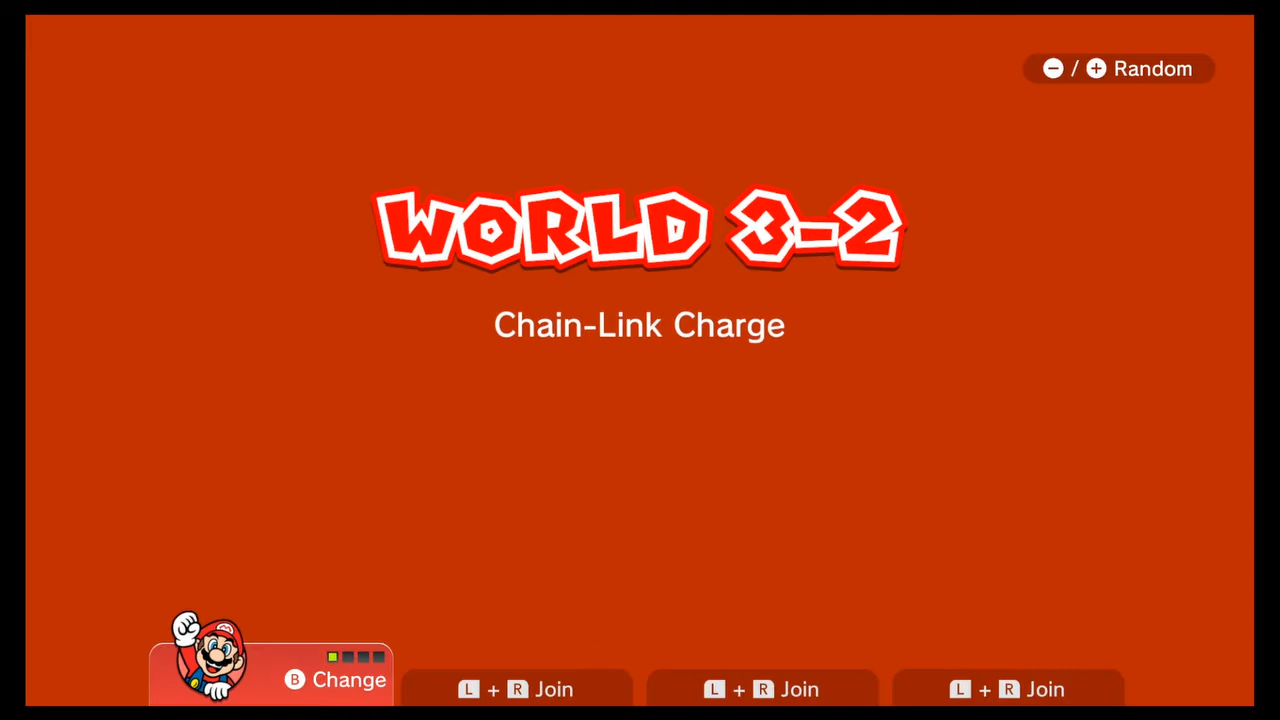 − / + Random
WORLD 3-2
Chain-Link Charge
B Change
L + R Join
L + R Join
L + R Join